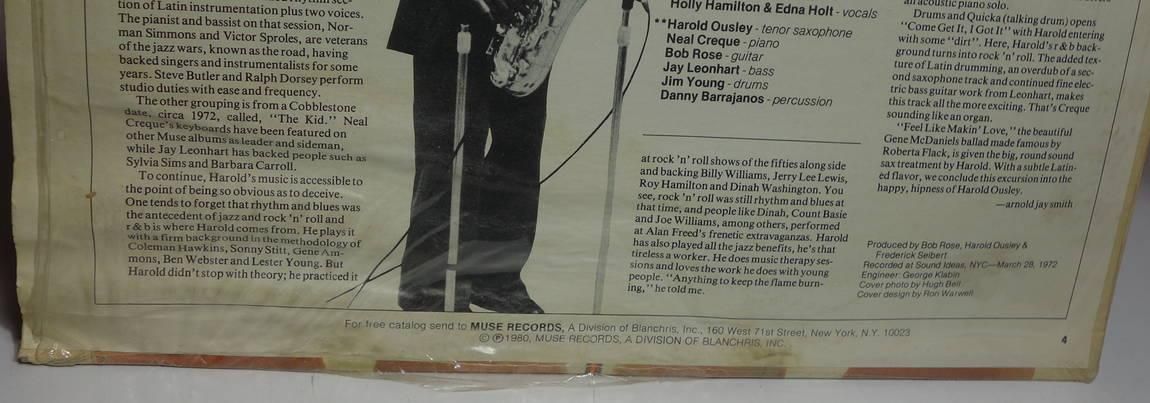 tion of Latin instrumentation plus two voices.
The pianist and bassist on that session, Nor-
man Simmons and Victor Sproles, are veterans
of the jazz wars, known as the road, having
backed singers and instrumentalists for some
years. Steve Butler and Ralph Dorsey perform
studio duties with ease and frequency.
The other grouping is from a Cobblestone
date, circa 1972, called, "The Kid." Neal
Creque's keyboards have been featured on
other Muse albums as leader and sideman,
while Jay Leonhart has backed people such as
Sylvia Sims and Barbara Carroll.
To continue, Harold's music is accessible to
the point of being so obvious as to deceive.
One tends to forget that rhythm and blues was
the antecedent of jazz and rock 'n' roll and
r & b is where Harold comes from. He plays it
with a firm background in the methodology of
Coleman Hawkins, Sonny Stitt, Gene Am-
mons, Ben Webster and Lester Young. But
Harold didn't stop with theory; he practiced it
Holly Hamilton & Edna Holt - vocals
**Harold Ousley - tenor saxophone
Neal Creque - piano
Bob Rose - guitar
Jay Leonhart - bass
Jim Young - drums
Danny Barrajanos - percussion
at rock 'n' roll shows of the fifties along side
and backing Billy Williams, Jerry Lee Lewis,
Roy Hamilton and Dinah Washington. You
see, rock 'n' roll was still rhythm and blues at
that time, and people like Dinah, Count Basie
and Joe Williams, among others, performed
at Alan Freed's frenetic extravaganzas. Harold
has also played all the jazz benefits, he's that
tireless a worker. He does music therapy ses-
sions and loves the work he does with young
people. "Anything to keep the flame burn-
ing," he told me.
an acoustic piano solo.
Drums and Quicka (talking drum) opens
"Come Get It, I Got It" with Harold entering
with some "dirt". Here, Harold's r & b back-
ground turns into rock 'n' roll. The added tex-
ture of Latin drumming, an overdub of a sec-
ond saxophone track and continued fine elec-
tric bass guitar work from Leonhart, makes
this track all the more exciting. That's Creque
sounding like an organ.
"Feel Like Makin' Love," the beautiful
Gene McDaniels ballad made famous by
Roberta Flack, is given the big, round sound
sax treatment by Harold. With a subtle Latin-
ed flavor, we conclude this excursion into the
happy, hipness of Harold Ousley.
—arnold jay smith
Produced by Bob Rose, Harold Ousley &
Frederick Seibert
Recorded at Sound Ideas, NYC—March 28, 1972
Engineer: George Klabin
Cover photo by Hugh Bell
Cover design by Ron Warwell
For free catalog send to MUSE RECORDS, A Division of Blanchris, Inc., 160 West 71st Street, New York, N.Y. 10023
© ℗ 1980, MUSE RECORDS, A DIVISION OF BLANCHRIS, INC.
4